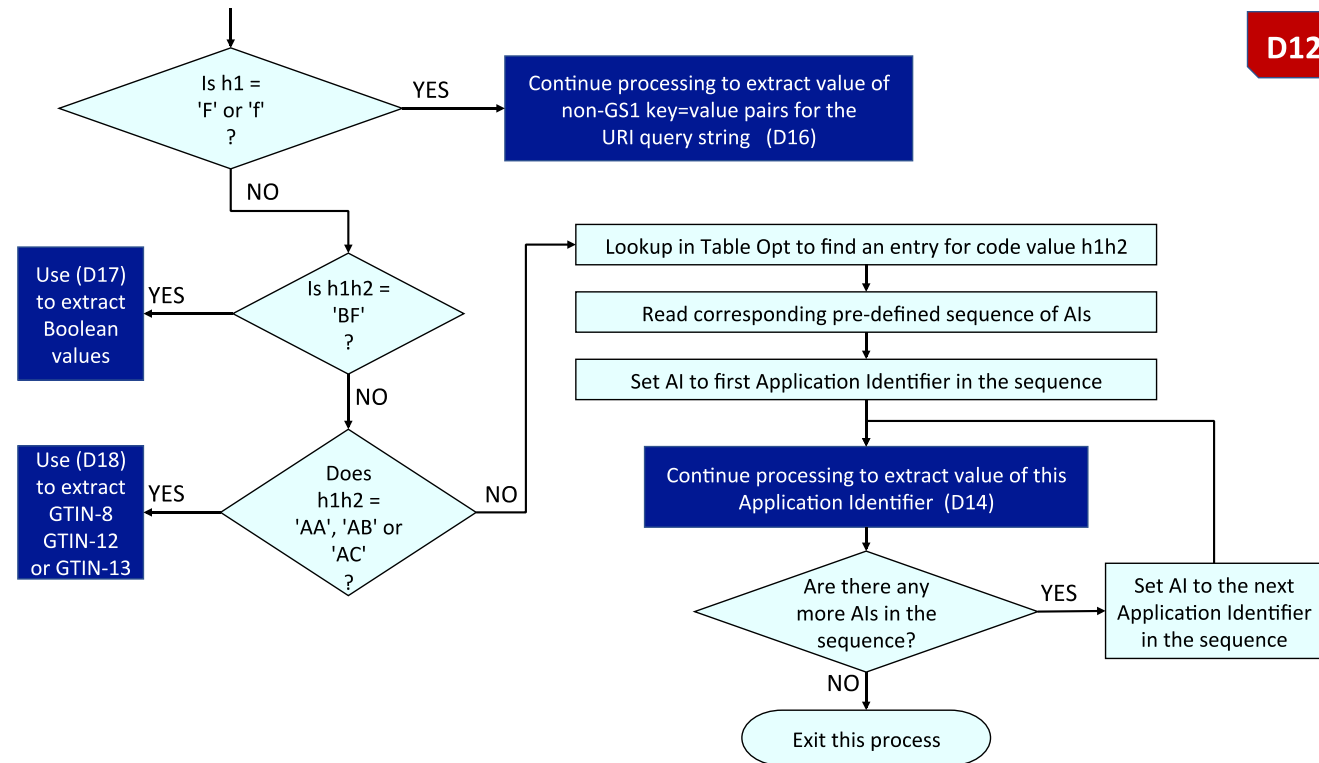 D12
Is h1 =
'F' or 'f'
?
YES
Continue processing to extract value of
non-GS1 key=value pairs for the
URI query string (D16)
NO
Is h1h2 =
'BF'
?
YES
Use (D17)
to extract
Boolean
values
NO
Does
h1h2 =
'AA', 'AB' or
'AC'
?
YES
Use (D18)
to extract
GTIN-8
GTIN-12
or GTIN-13
NO
Lookup in Table Opt to find an entry for code value h1h2
Read corresponding pre-defined sequence of AIs
Set AI to first Application Identifier in the sequence
Continue processing to extract value of this
Application Identifier (D14)
Are there any
more AIs in the
sequence?
YES
Set AI to the next
Application Identifier
in the sequence
NO
Exit this process